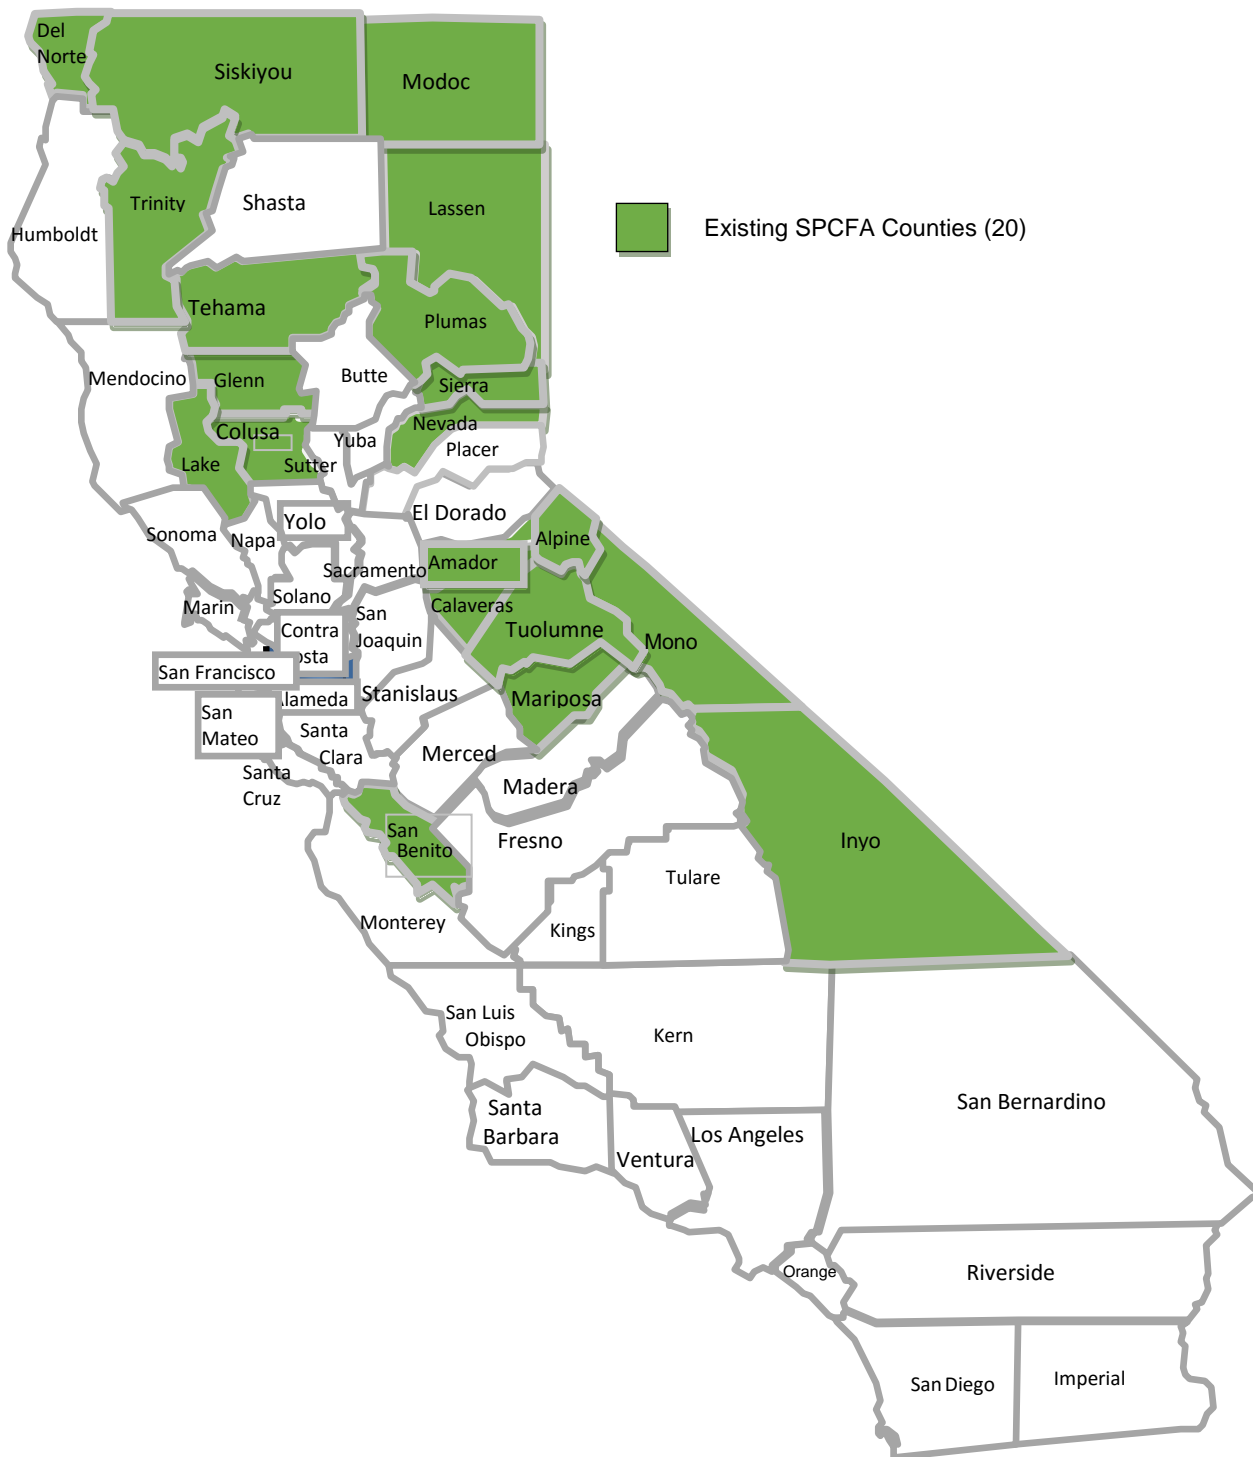 Del
Norte
Siskiyou
Modoc
Trinity
Shasta
Lassen
Humboldt
Existing SPCFA Counties (20)
Tehama
Plumas
Mendocino
Glenn
Butte
Sierra
Colusa
Nevada
Yuba
Placer
Lake
Sutter
El Dorado
Yolo
Sonoma
Napa
Alpine
Sacramento
Amador
Solano
Marin
Calaveras
San
Joaquin
Contra
osta
Tuolumne
Mono
San Francisco
Alameda
Stanislaus
Mariposa
San
Mateo
Santa
Clara
Merced
Santa
Cruz
Madera
San
Benito
Fresno
Inyo
Tulare
Monterey
Kings
San Luis
Obispo
Kern
San Bernardino
Santa
Barbara
Los Angeles
Ventura
Orange
Riverside
San Diego
Imperial